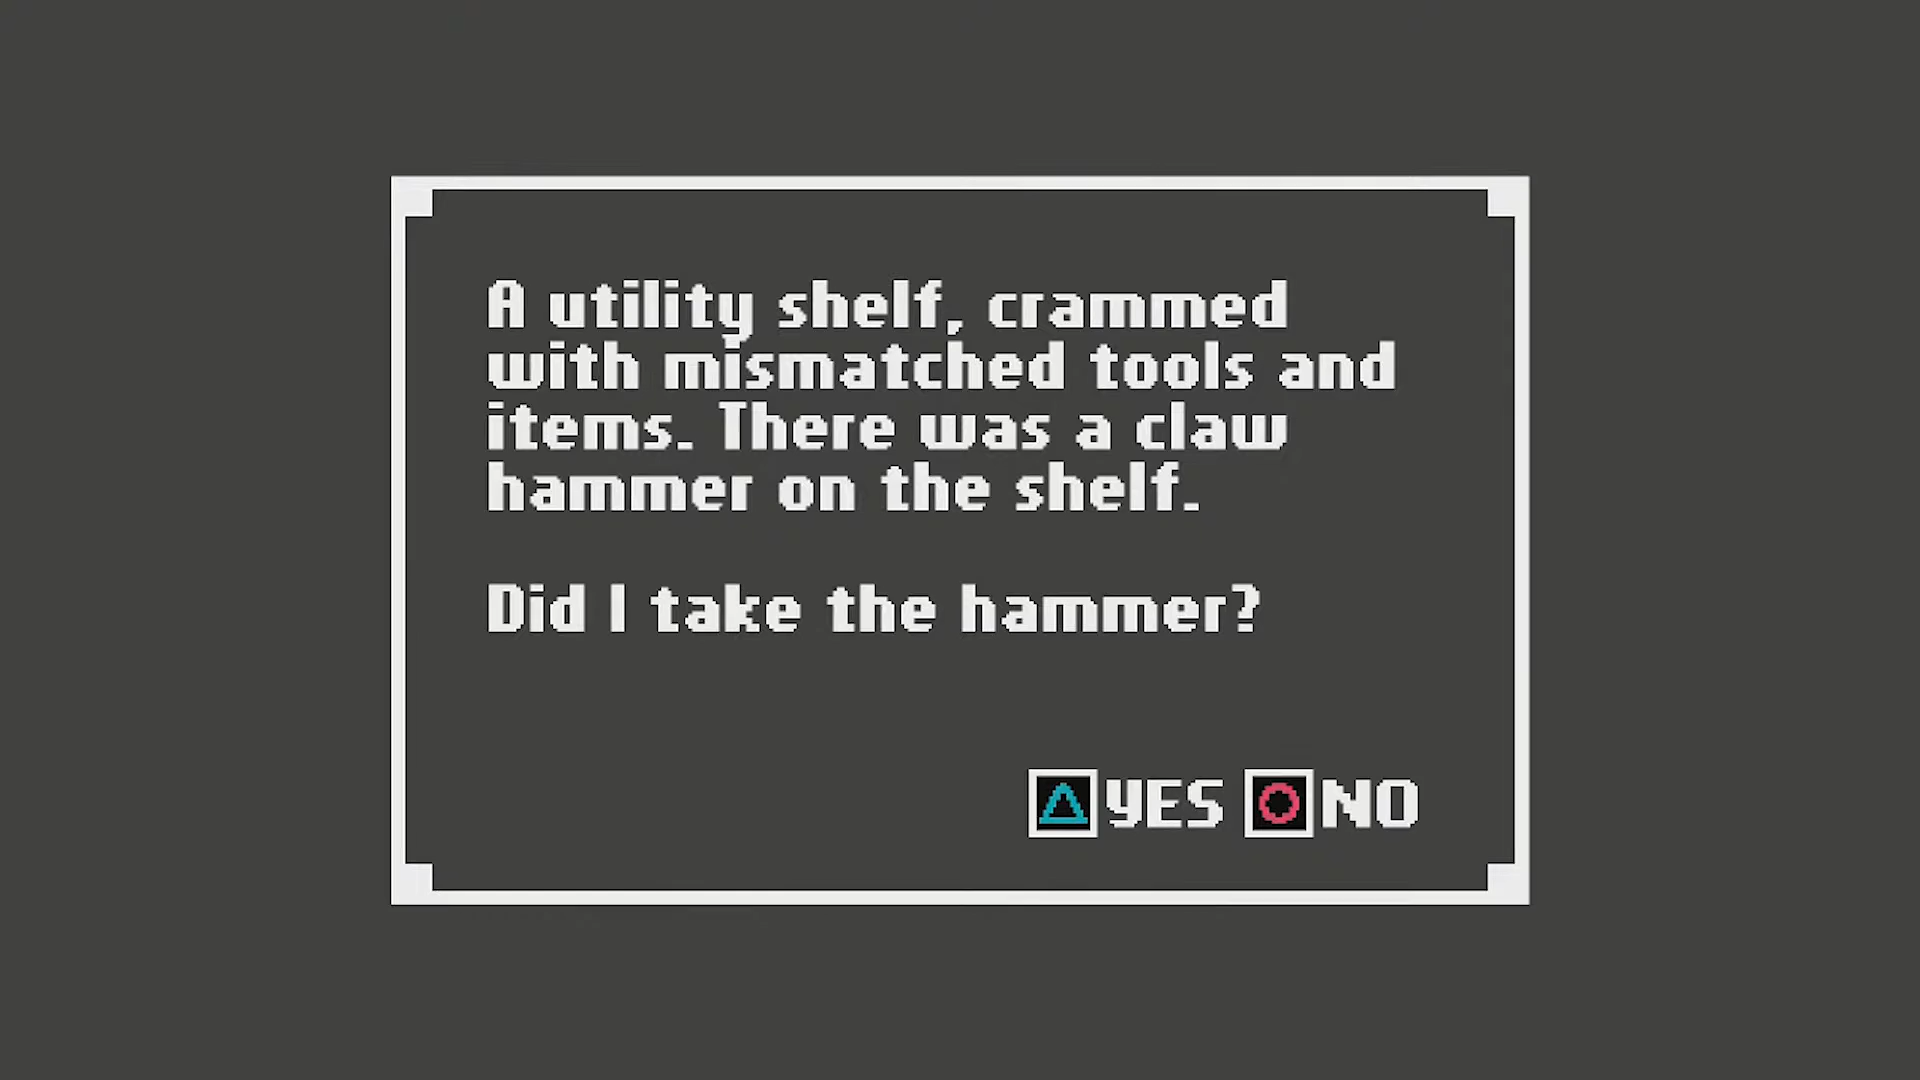 A utility shelf, crammed
with mismatched tools and
items. There was a claw
hammer on the shelf.
Did I take the hammer?
YES NO